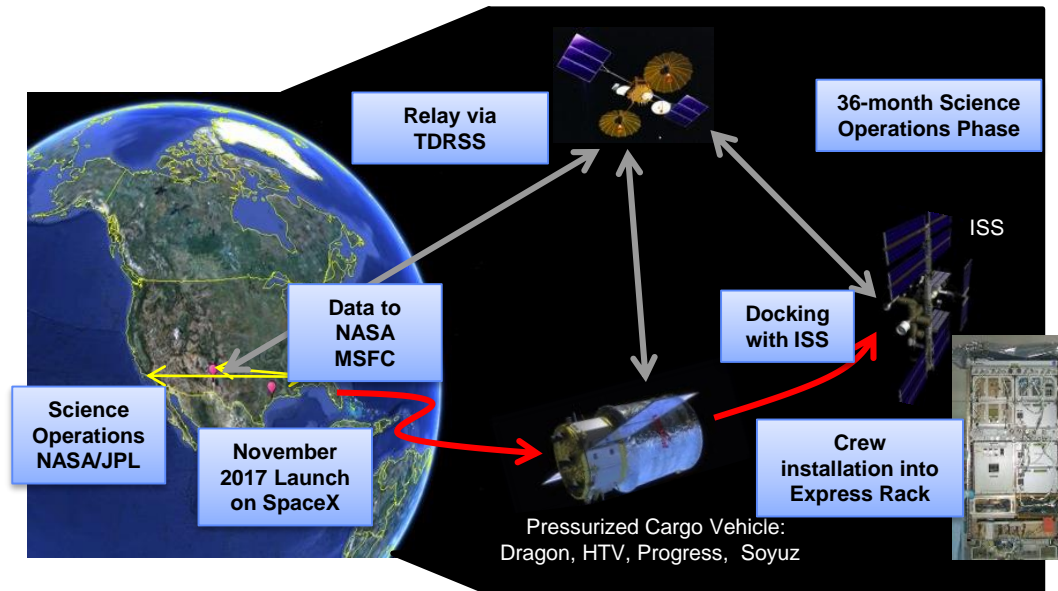 Relay via
TDRSS
36-month Science
Operations Phase
ISS
Data to
NASA
MSFC
Docking
with ISS
Science
Operations
NASA/JPL
November
2017 Launch
on SpaceX
Crew
installation into
Express Rack
Pressurized Cargo Vehicle:
Dragon, HTV, Progress,  Soyuz